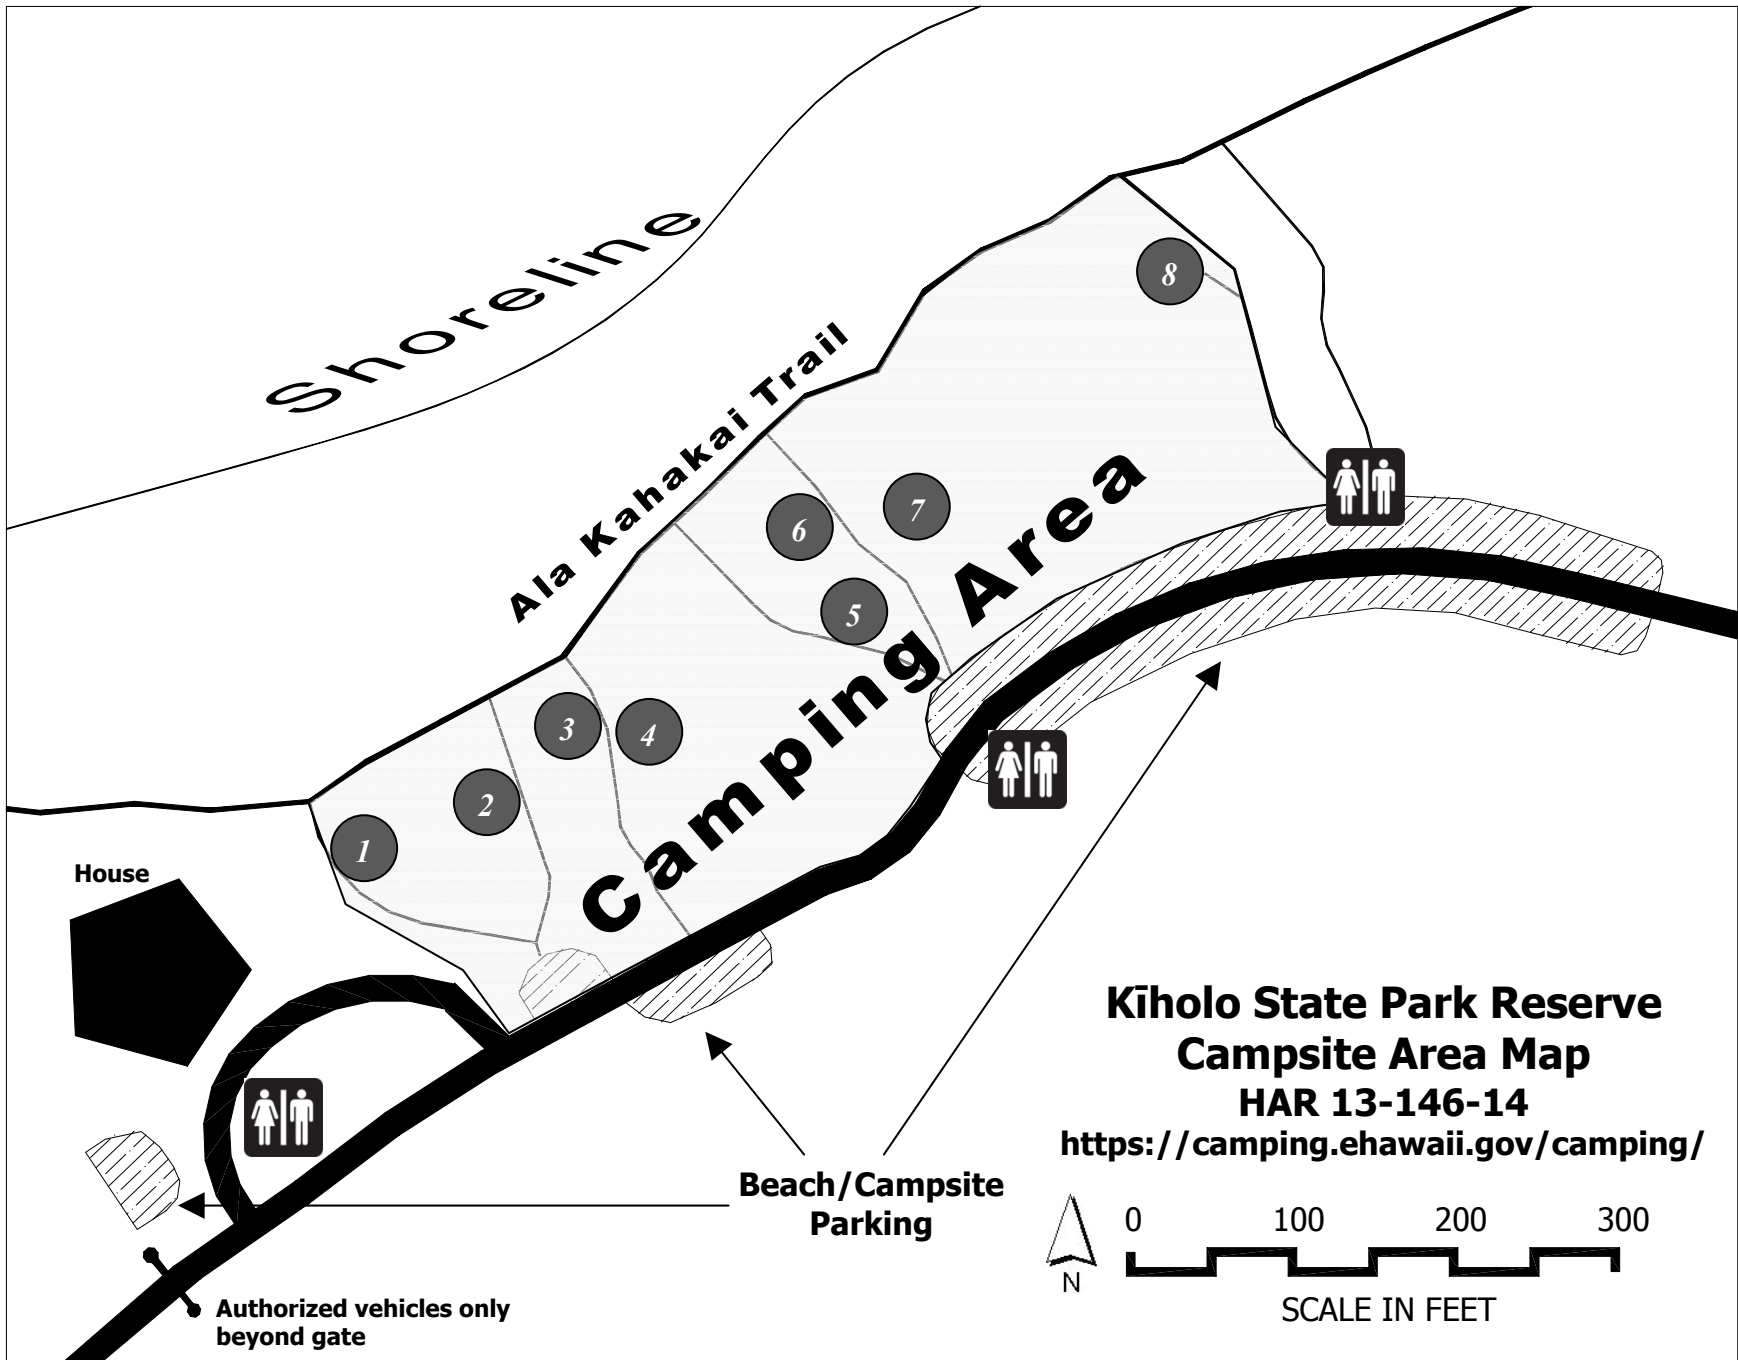 Shoreline
Ala Kahakai Trail
8
7
6
5
4
3
2
1
Camping Area
House
Kīholo State Park Reserve
Campsite Area Map
HAR 13-146-14
https://camping.ehawaii.gov/camping/
Beach/Campsite
Parking
0 100 200 300
N
SCALE IN FEET
Authorized vehicles only
beyond gate